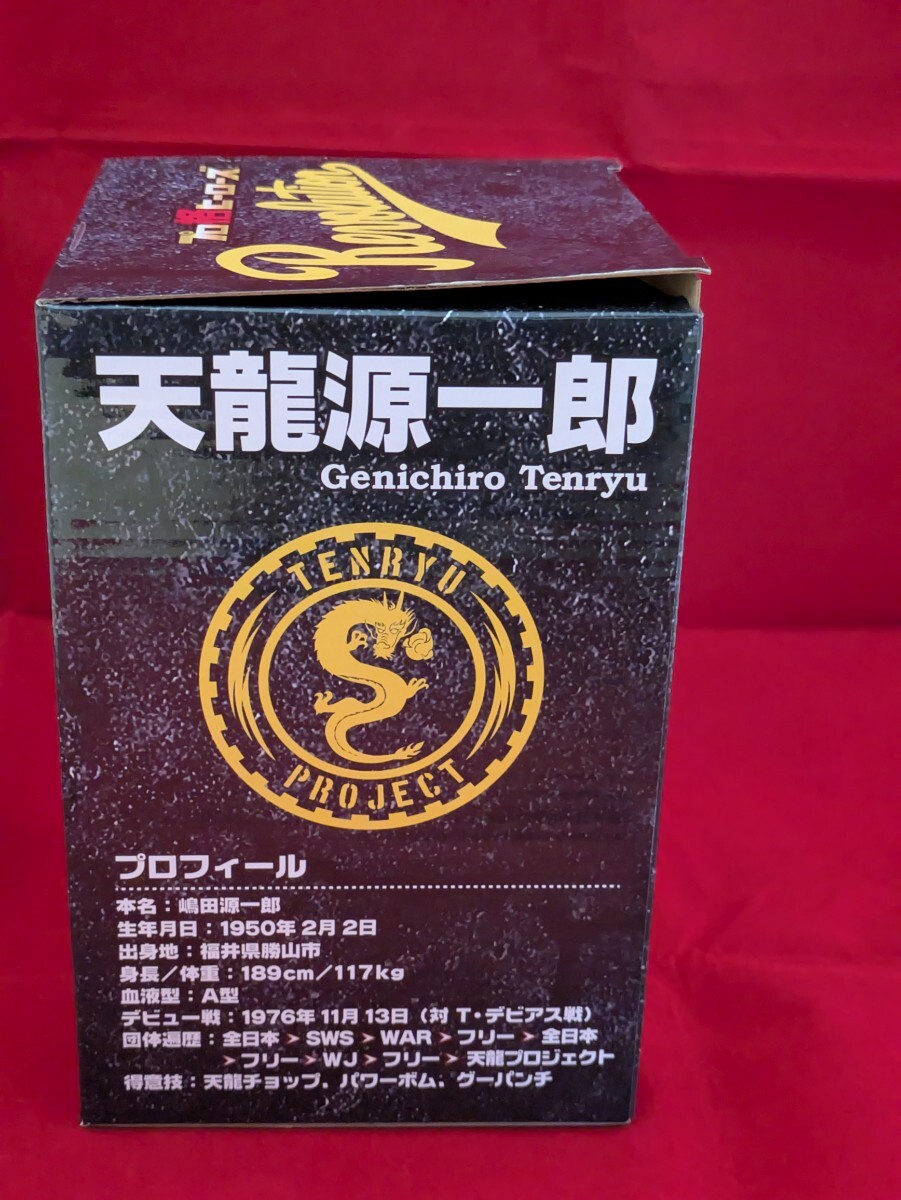 プロ格ヒーローズ
Revolution
天龍源一郎
Genichiro Tenryu
TENRYU
PROJECT
プロフィール
本名：嶋田源一郎
生年月日：1950年2月2日
出身地：福井県勝山市
身長／体重：189cm／117kg
血液型：A型
デビュー戦：1976年11月13日（対 T・デビアス戦）
団体遍歴：全日本 > SWS > WAR > フリー > 全日本
> フリー > WJ > フリー > 天龍プロジェクト
得意技：天龍チョップ、パワーボム、グーパンチ